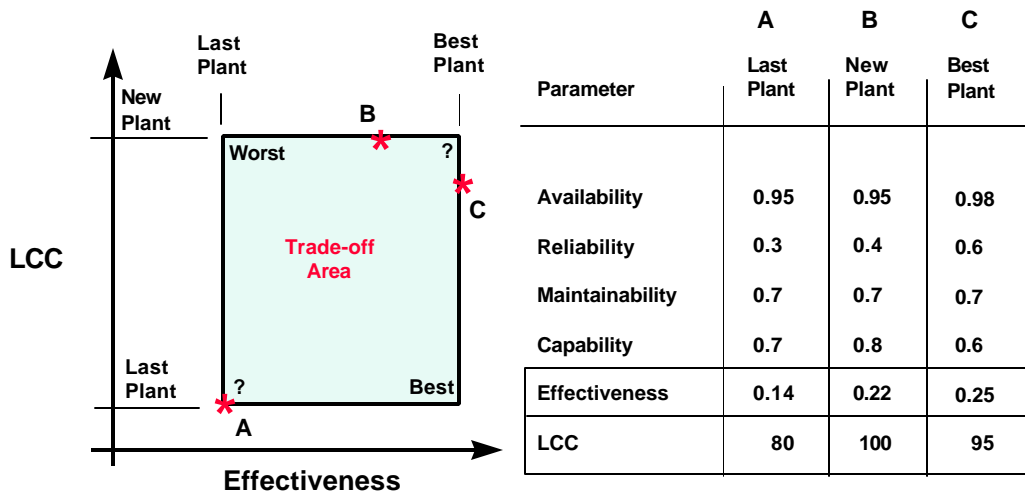 Last
Plant
Best
Plant
New
Plant
B
Worst
?
C
LCC
Trade-off
Area
Last
Plant
?
Best
A
Effectiveness
A B C
Parameter Last Plant New Plant Best Plant
Availability 0.95 0.95 0.98
Reliability 0.3 0.4 0.6
Maintainability 0.7 0.7 0.7
Capability 0.7 0.8 0.6
Effectiveness 0.14 0.22 0.25
LCC 80 100 95